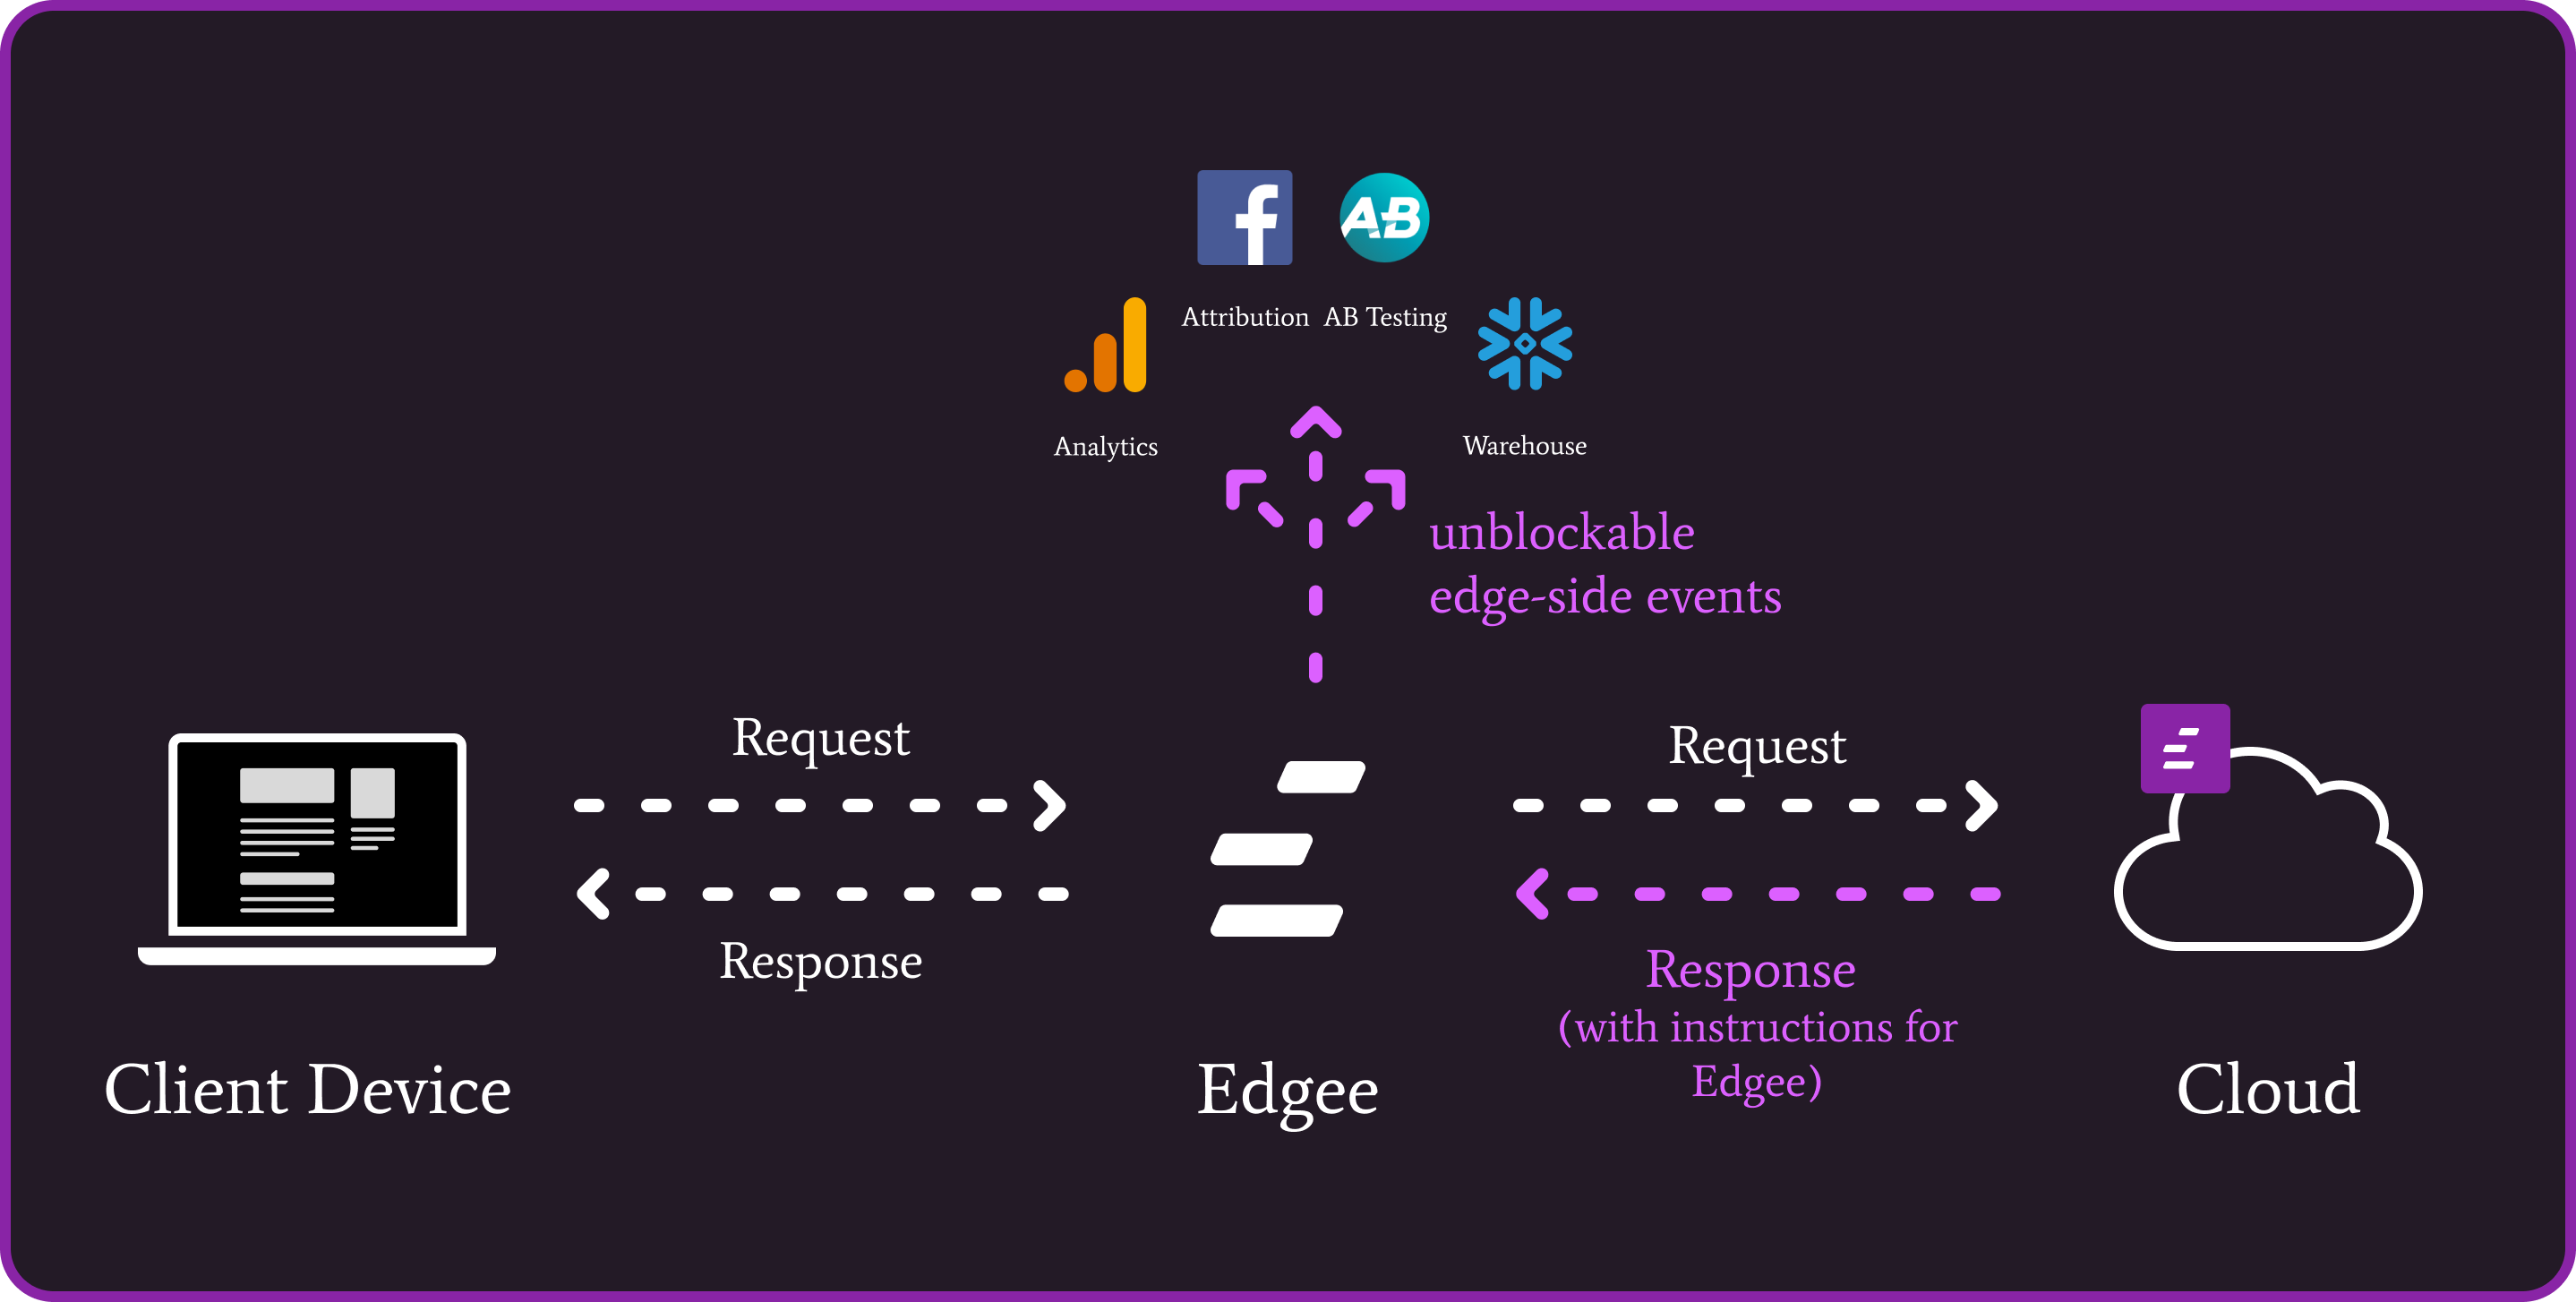 AB
Attribution
AB Testing
Analytics
Warehouse
unblockable
edge-side events
Request
Request
Response
Response
(with instructions for
Edgee)
Client Device
Edgee
Cloud